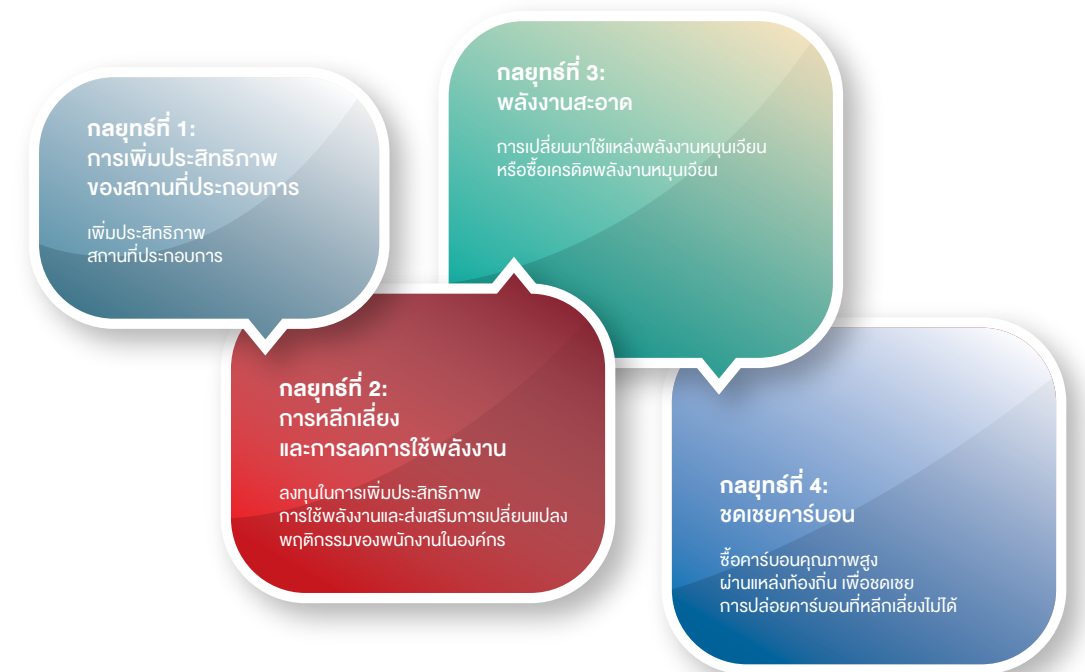 กลยุทธ์ที่ 1:
การเพิ่มประสิทธิภาพ
ของสถานที่ประกอบการ
เพิ่มประสิทธิภาพ
สถานที่ประกอบการ
กลยุทธ์ที่ 2:
การหลีกเลี่ยง
และการลดการใช้พลังงาน
ลงทุนในการเพิ่มประสิทธิภาพ
การใช้พลังงานและส่งเสริมการเปลี่ยนแปลง
พฤติกรรมของพนักงานในองค์กร
กลยุทธ์ที่ 3:
พลังงานสะอาด
การเปลี่ยนมาใช้แหล่งพลังงานหมุนเวียน
หรือซื้อเครดิตพลังงานหมุนเวียน
กลยุทธ์ที่ 4:
ชดเชยคาร์บอน
ซื้อคาร์บอนคุณภาพสูง
ผ่านแหล่งท้องถิ่น เพื่อชดเชย
การปล่อยคาร์บอนที่หลีกเลี่ยงไม่ได้